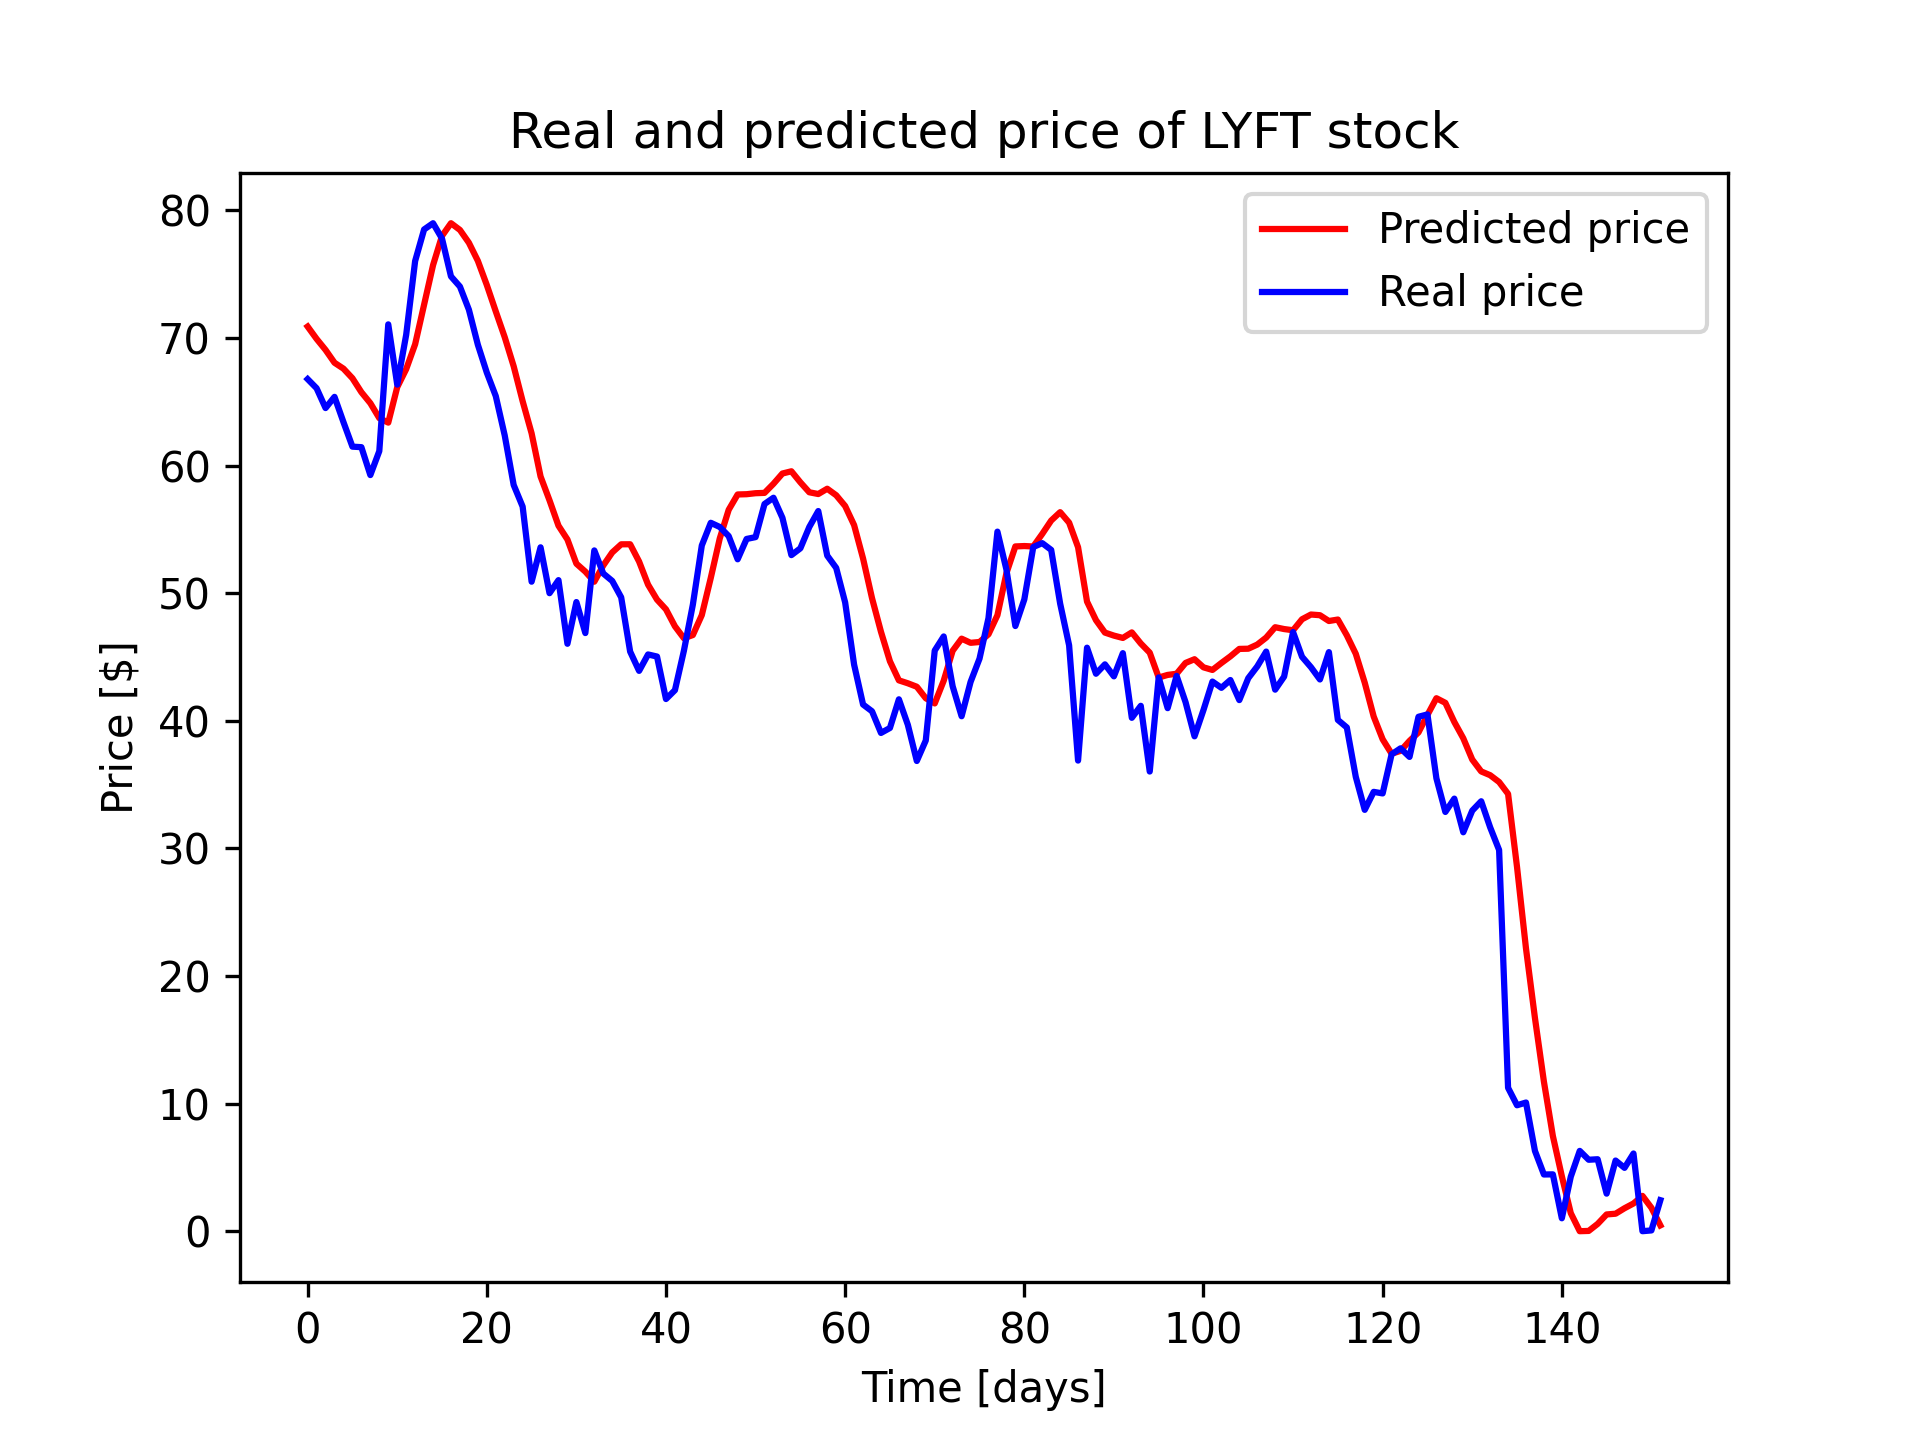 Real and predicted price of LYFT stock
Predicted price
Real price
80
70
60
50
40
30
20
10
0
Price [$]
0 20 40 60 80 100 120 140
Time [days]